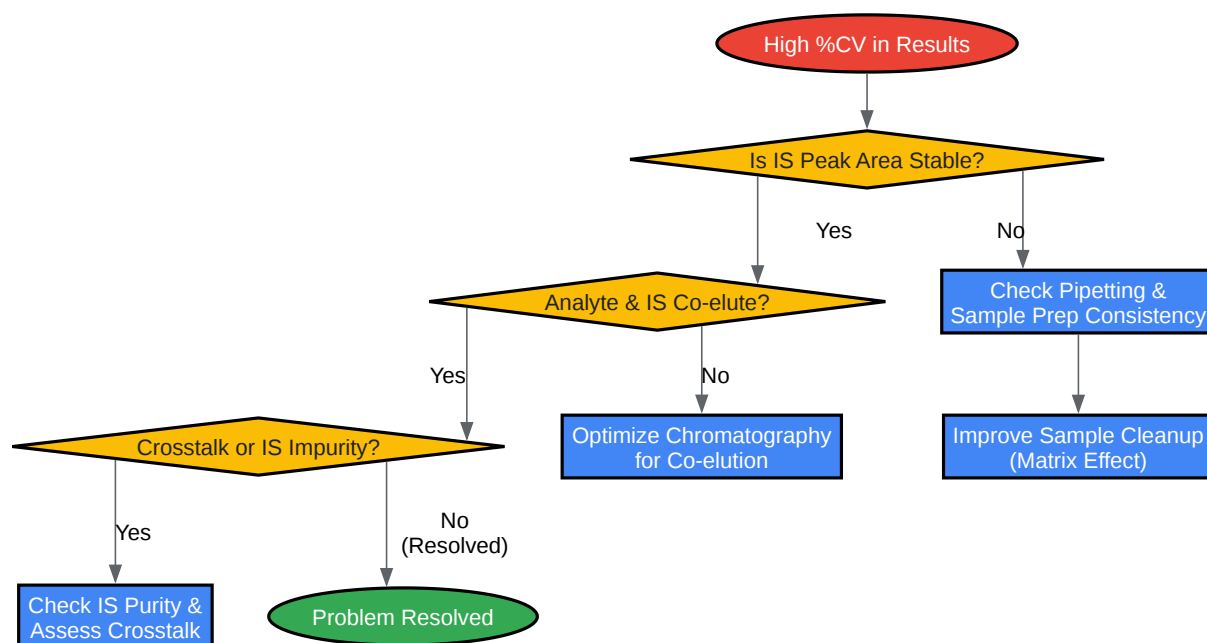 High %CV in Results
Is IS Peak Area Stable?
Yes
No
Analyte & IS Co-elute?
Check Pipetting &
Sample Prep Consistency
Yes
No
Crosstalk or IS Impurity?
Optimize Chromatography
for Co-elution
Improve Sample Cleanup
(Matrix Effect)
Yes
No
(Resolved)
Check IS Purity &
Assess Crosstalk
Problem Resolved